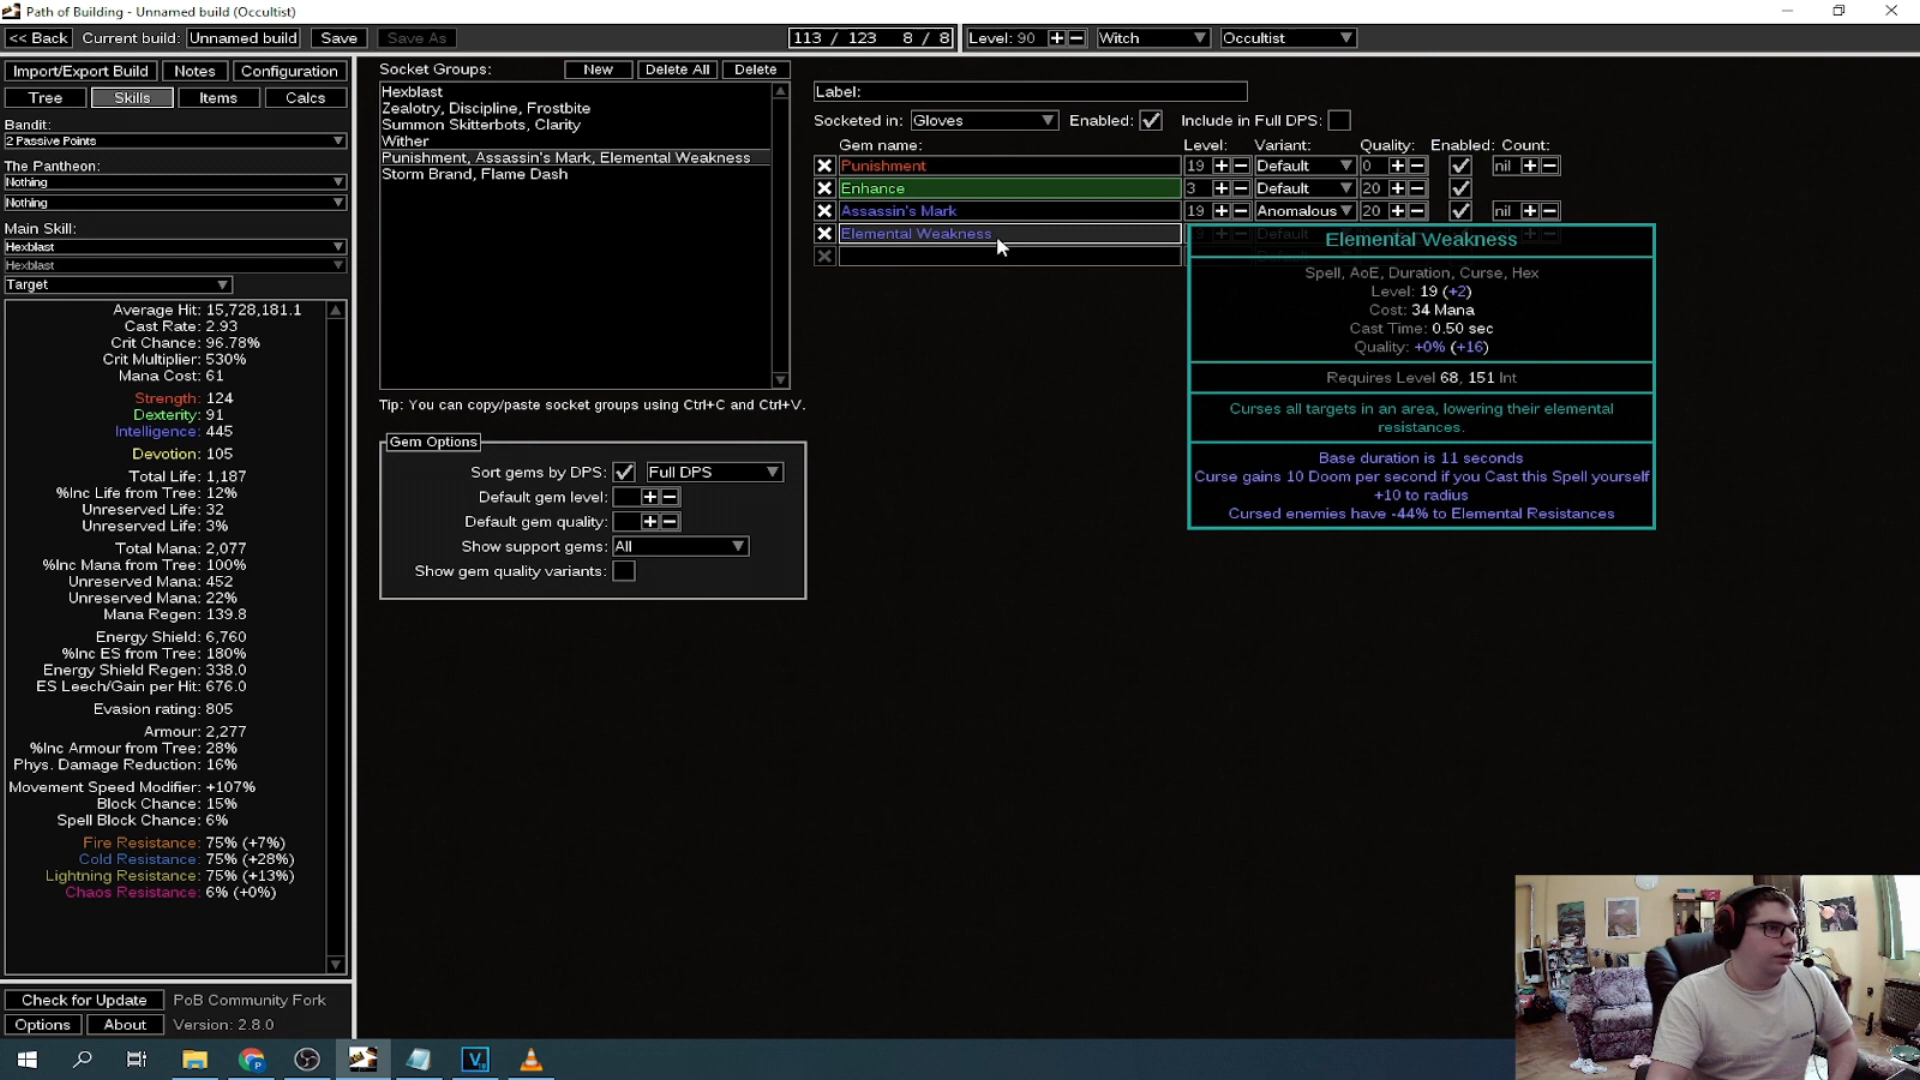 Path of Building - Unnamed build (Occultist)
<< Back Current build: Unnamed build Save Save As 113 / 123 8 / 8 Level: 90 Witch Occultist
Import/Export Build Notes Configuration
Tree Skills Items Calcs
Bandit:
2 Passive Points
The Pantheon:
Nothing
Nothing
Main Skill:
Hexblast
Hexblast
Target
Average Hit: 15,728,181.1
Cast Rate: 2.93
Crit Chance: 96.78%
Crit Multiplier: 530%
Mana Cost: 61
Strength: 124
Dexterity: 91
Intelligence: 445
Devotion: 105
Total Life: 1,187
%Inc Life from Tree: 12%
Unreserved Life: 32
Unreserved Life: 3%
Total Mana: 2,077
%Inc Mana from Tree: 100%
Unreserved Mana: 452
Unreserved Mana: 22%
Mana Regen: 139.8
Energy Shield: 6,760
%Inc ES from Tree: 180%
Energy Shield Regen: 338.0
ES Leech/Gain per Hit: 676.0
Evasion rating: 805
Armour: 2,277
%Inc Armour from Tree: 28%
Phys. Damage Reduction: 16%
Movement Speed Modifier: +107%
Block Chance: 15%
Spell Block Chance: 6%
Fire Resistance: 75% (+7%)
Cold Resistance: 75% (+28%)
Lightning Resistance: 75% (+13%)
Chaos Resistance: 6% (+0%)
Check for Update PoB Community Fork
Options About Version: 2.8.0
Socket Groups: New Delete All Delete
Hexblast
Zealotry, Discipline, Frostbite
Summon Skitterbots, Clarity
Wither
Punishment, Assassin's Mark, Elemental Weakness
Storm Brand, Flame Dash
Tip: You can copy/paste socket groups using Ctrl+C and Ctrl+V.
Gem Options
Sort gems by DPS: Full DPS
Default gem level:
Default gem quality:
Show support gems: All
Show gem quality variants:
Label:
Socketed in: Gloves Enabled: Include in Full DPS:
Gem name: Level: Variant: Quality: Enabled: Count:
Punishment 19 Default 0 nil
Enhance 3 Default 20
Assassin's Mark 19 Anomalous 20 nil
Elemental Weakness
Elemental Weakness
Spell, AoE, Duration, Curse, Hex
Level: 19 (+2)
Cost: 34 Mana
Cast Time: 0.50 sec
Quality: +0% (+16)
Requires Level 68, 151 Int
Curses all targets in an area, lowering their elemental
resistances.
Base duration is 11 seconds
Curse gains 10 Doom per second if you Cast this Spell yourself
+10 to radius
Cursed enemies have -44% to Elemental Resistances